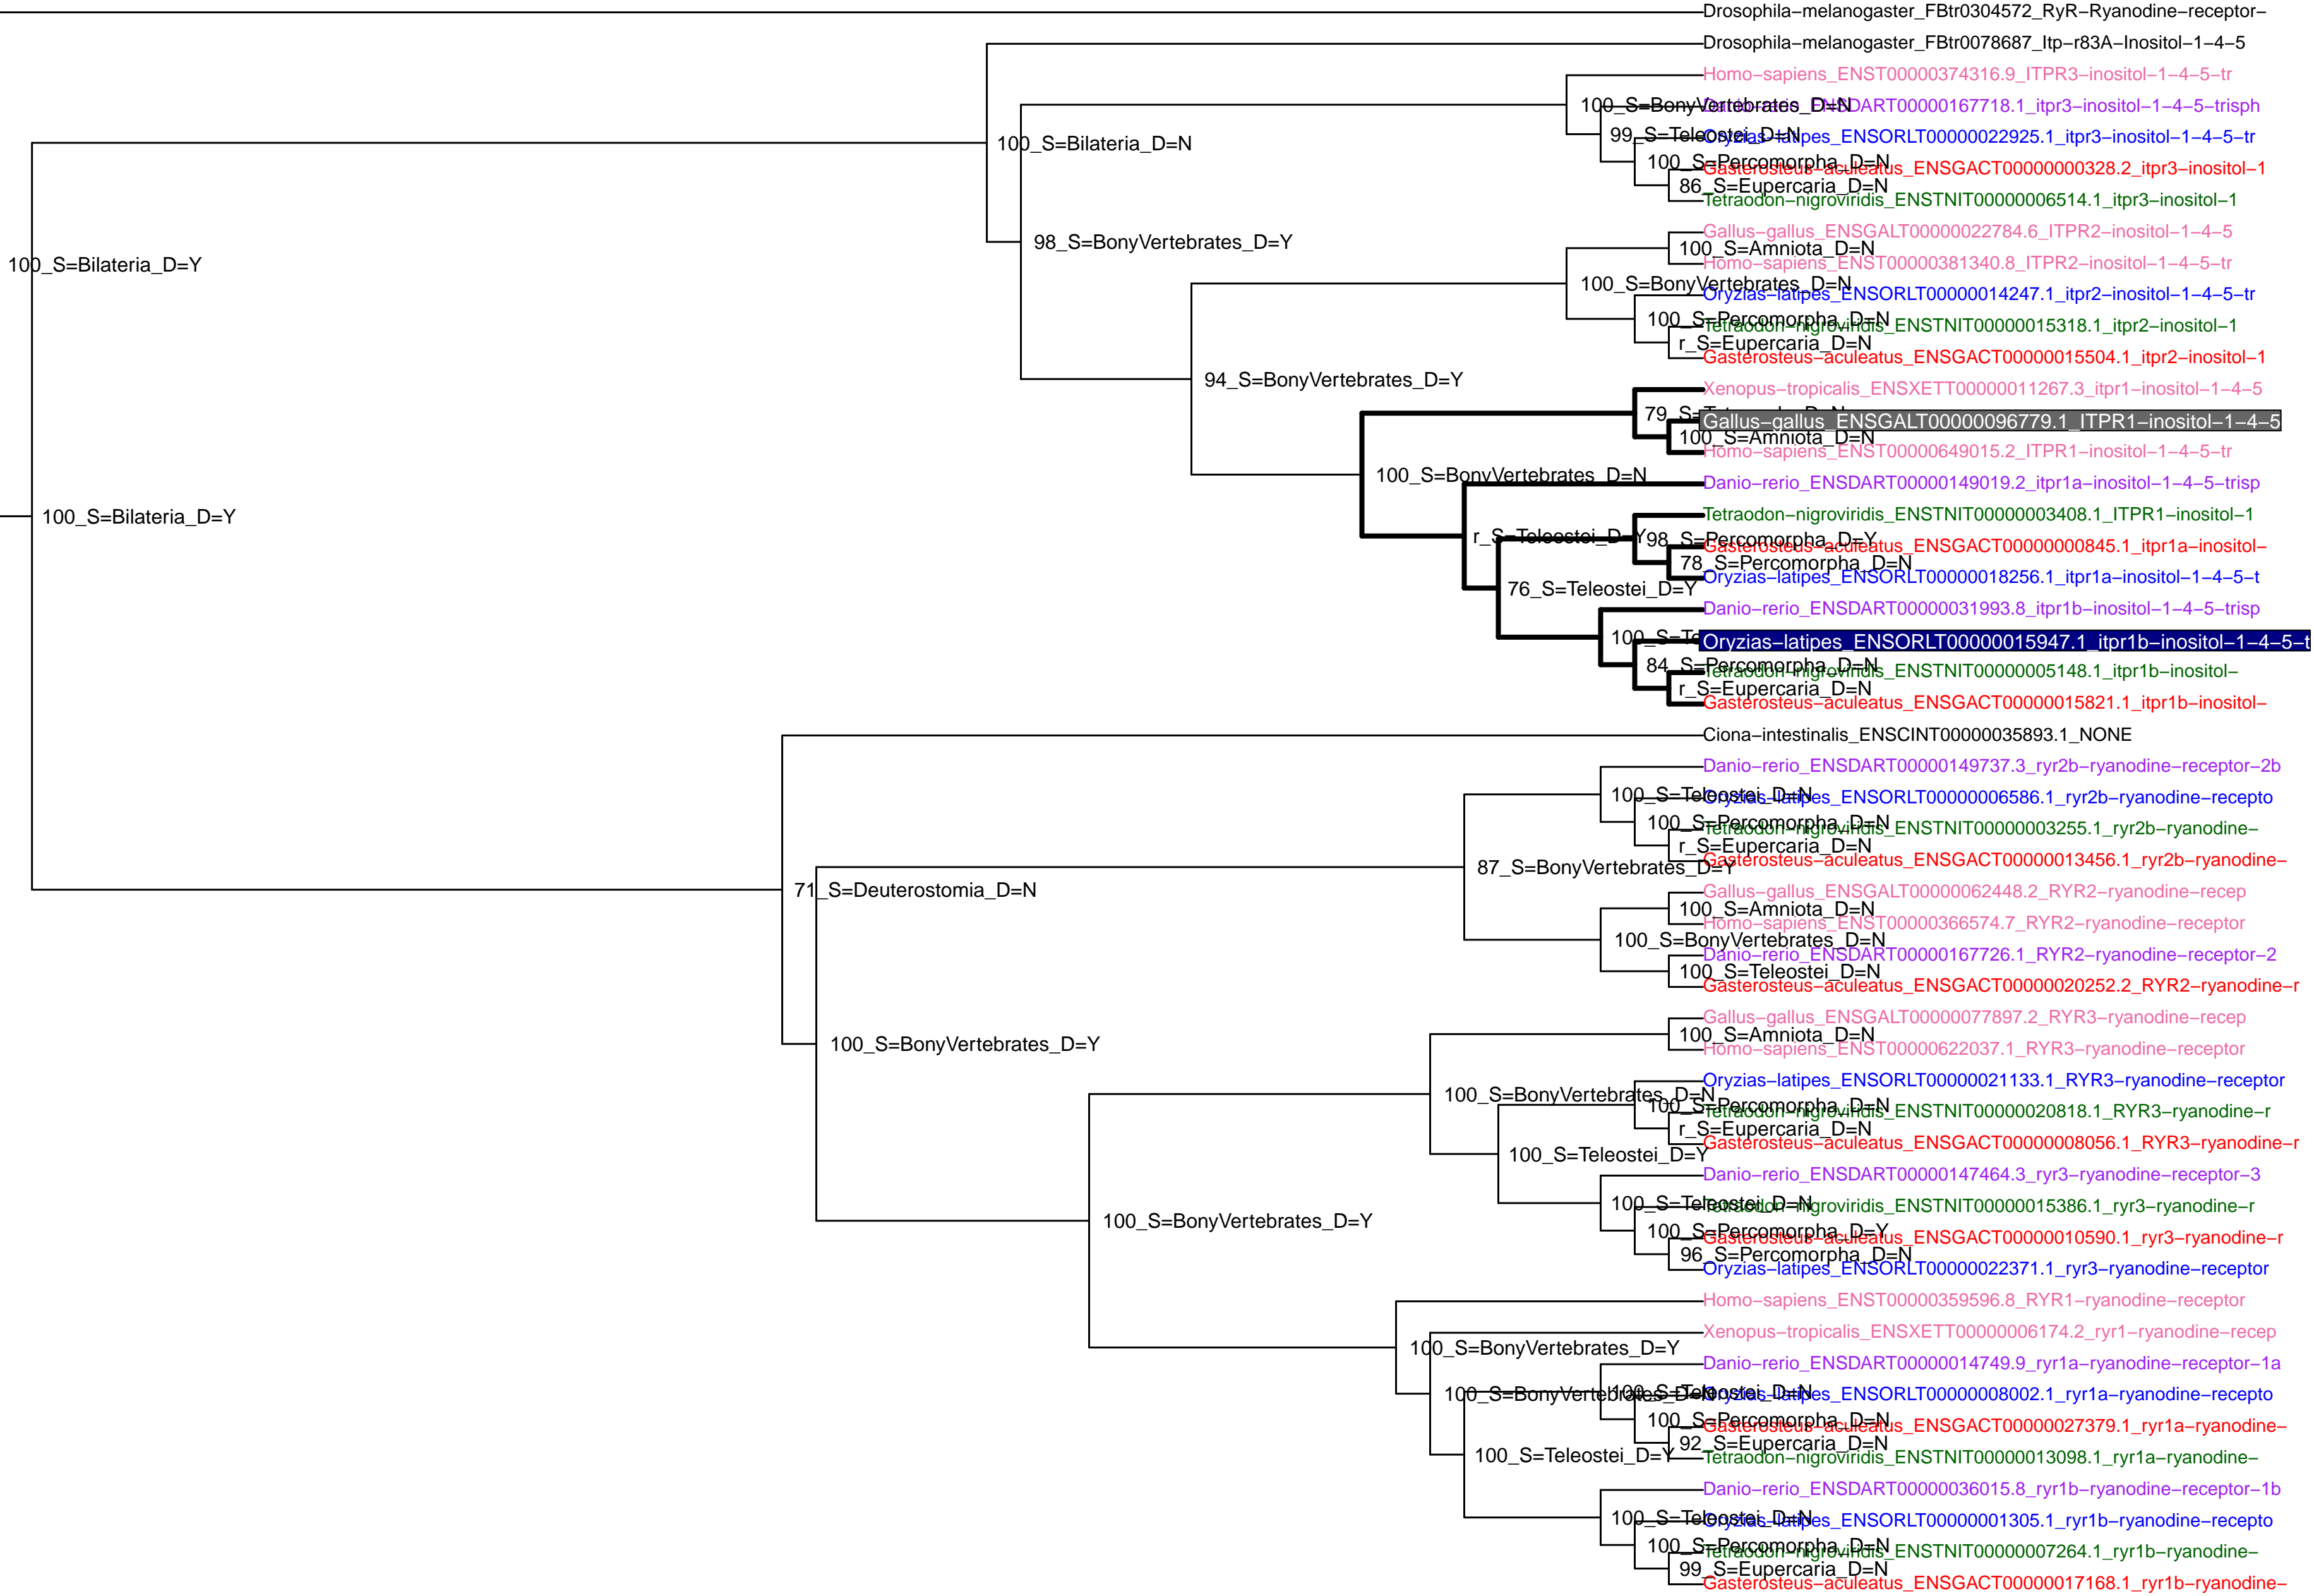 Drosophila−melanogaster_FBtr0304572_RyR−Ryanodine−receptor−
Drosophila−melanogaster_FBtr0078687_Itp−r83A−Inositol−1−4−5
Homo−sapiens_ENST00000374316.9_ITPR3−inositol−1−4−5−tr
100_S=BonyVertebrates_D=N
Danio−rerio_ENSDART00000167718.1_itpr3−inositol−1−4−5−trisph
99_S=Teleostei_D=N
Oryzias−latipes_ENSORLT00000022925.1_itpr3−inositol−1−4−5−tr
100_S=Bilateria_D=N
100_S=Percomorpha_D=N
Gasterosteus−aculeatus_ENSGACT00000000328.2_itpr3−inositol−1
86_S=Eupercaria_D=N
Tetraodon−nigroviridis_ENSTNIT00000006514.1_itpr3−inositol−1
Gallus−gallus_ENSGALT00000022784.6_ITPR2−inositol−1−4−5
98_S=BonyVertebrates_D=Y
100_S=Amniota_D=N
Homo−sapiens_ENST00000381340.8_ITPR2−inositol−1−4−5−tr
100_S=Bilateria_D=Y
100_S=BonyVertebrates_D=N
Oryzias−latipes_ENSORLT00000014247.1_itpr2−inositol−1−4−5−tr
100_S=Percomorpha_D=N
Tetraodon−nigroviridis_ENSTNIT00000015318.1_itpr2−inositol−1
r_S=Eupercaria_D=N
Gasterosteus−aculeatus_ENSGACT00000015504.1_itpr2−inositol−1
94_S=BonyVertebrates_D=Y
Xenopus−tropicalis_ENSXETT00000011267.3_itpr1−inositol−1−4−5
79_S=Tetrapoda_D=N
Gallus−gallus_ENSGALT00000096779.1_ITPR1−inositol−1−4−5
100_S=Amniota_D=N
Homo−sapiens_ENST00000649015.2_ITPR1−inositol−1−4−5−tr
100_S=BonyVertebrates_D=N
Danio−rerio_ENSDART00000149019.2_itpr1a−inositol−1−4−5−trisp
Tetraodon−nigroviridis_ENSTNIT00000003408.1_ITPR1−inositol−1
100_S=Bilateria_D=Y
r_S=Teleostei_D=Y
98_S=Percomorpha_D=Y
Gasterosteus−aculeatus_ENSGACT00000000845.1_itpr1a−inositol−
78_S=Percomorpha_D=N
Oryzias−latipes_ENSORLT00000018256.1_itpr1a−inositol−1−4−5−t
76_S=Teleostei_D=Y
Danio−rerio_ENSDART00000031993.8_itpr1b−inositol−1−4−5−trisp
100_S=Te
Oryzias−latipes_ENSORLT00000015947.1_itpr1b−inositol−1−4−5−t
84_S=Percomorpha_D=N
Tetraodon−nigroviridis_ENSTNIT00000005148.1_itpr1b−inositol−
r_S=Eupercaria_D=N
Gasterosteus−aculeatus_ENSGACT00000015821.1_itpr1b−inositol−
Ciona−intestinalis_ENSCINT00000035893.1_NONE
Danio−rerio_ENSDART00000149737.3_ryr2b−ryanodine−receptor−2b
100_S=Teleostei_D=N
Oryzias−latipes_ENSORLT00000006586.1_ryr2b−ryanodine−recepto
100_S=Percomorpha_D=N
Tetraodon−nigroviridis_ENSTNIT00000003255.1_ryr2b−ryanodine−
r_S=Eupercaria_D=N
Gasterosteus−aculeatus_ENSGACT00000013456.1_ryr2b−ryanodine−
87_S=BonyVertebrates_D=Y
71_S=Deuterostomia_D=N
Gallus−gallus_ENSGALT00000062448.2_RYR2−ryanodine−recep
100_S=Amniota_D=N
Homo−sapiens_ENST00000366574.7_RYR2−ryanodine−receptor
100_S=BonyVertebrates_D=N
Danio−rerio_ENSDART00000167726.1_RYR2−ryanodine−receptor−2
100_S=Teleostei_D=N
Gasterosteus−aculeatus_ENSGACT00000020252.2_RYR2−ryanodine−r
Gallus−gallus_ENSGALT00000077897.2_RYR3−ryanodine−recep
100_S=Amniota_D=N
100_S=BonyVertebrates_D=Y
Homo−sapiens_ENST00000622037.1_RYR3−ryanodine−receptor
Oryzias−latipes_ENSORLT00000021133.1_RYR3−ryanodine−receptor
100_S=BonyVertebrates_D=N
100_S=Percomorpha_D=N
Tetraodon−nigroviridis_ENSTNIT00000020818.1_RYR3−ryanodine−r
r_S=Eupercaria_D=N
Gasterosteus−aculeatus_ENSGACT00000008056.1_RYR3−ryanodine−r
100_S=Teleostei_D=Y
Danio−rerio_ENSDART00000147464.3_ryr3−ryanodine−receptor−3
100_S=Teleostei_D=N
Tetraodon−nigroviridis_ENSTNIT00000015386.1_ryr3−ryanodine−r
100_S=BonyVertebrates_D=Y
100_S=Percomorpha_D=Y
Gasterosteus−aculeatus_ENSGACT00000010590.1_ryr3−ryanodine−r
96_S=Percomorpha_D=N
Oryzias−latipes_ENSORLT00000022371.1_ryr3−ryanodine−receptor
Homo−sapiens_ENST00000359596.8_RYR1−ryanodine−receptor
Xenopus−tropicalis_ENSXETT00000006174.2_ryr1−ryanodine−recep
100_S=BonyVertebrates_D=Y
Danio−rerio_ENSDART00000014749.9_ryr1a−ryanodine−receptor−1a
100_S=BonyVertebrates_D=N
100_S=Teleostei_D=N
Oryzias−latipes_ENSORLT00000008002.1_ryr1a−ryanodine−recepto
100_S=Percomorpha_D=N
Gasterosteus−aculeatus_ENSGACT00000027379.1_ryr1a−ryanodine−
92_S=Eupercaria_D=N
100_S=Teleostei_D=Y
Tetraodon−nigroviridis_ENSTNIT00000013098.1_ryr1a−ryanodine−
Danio−rerio_ENSDART00000036015.8_ryr1b−ryanodine−receptor−1b
100_S=Teleostei_D=N
Oryzias−latipes_ENSORLT00000001305.1_ryr1b−ryanodine−recepto
100_S=Percomorpha_D=N
Tetraodon−nigroviridis_ENSTNIT00000007264.1_ryr1b−ryanodine−
99_S=Eupercaria_D=N
Gasterosteus−aculeatus_ENSGACT00000017168.1_ryr1b−ryanodine−